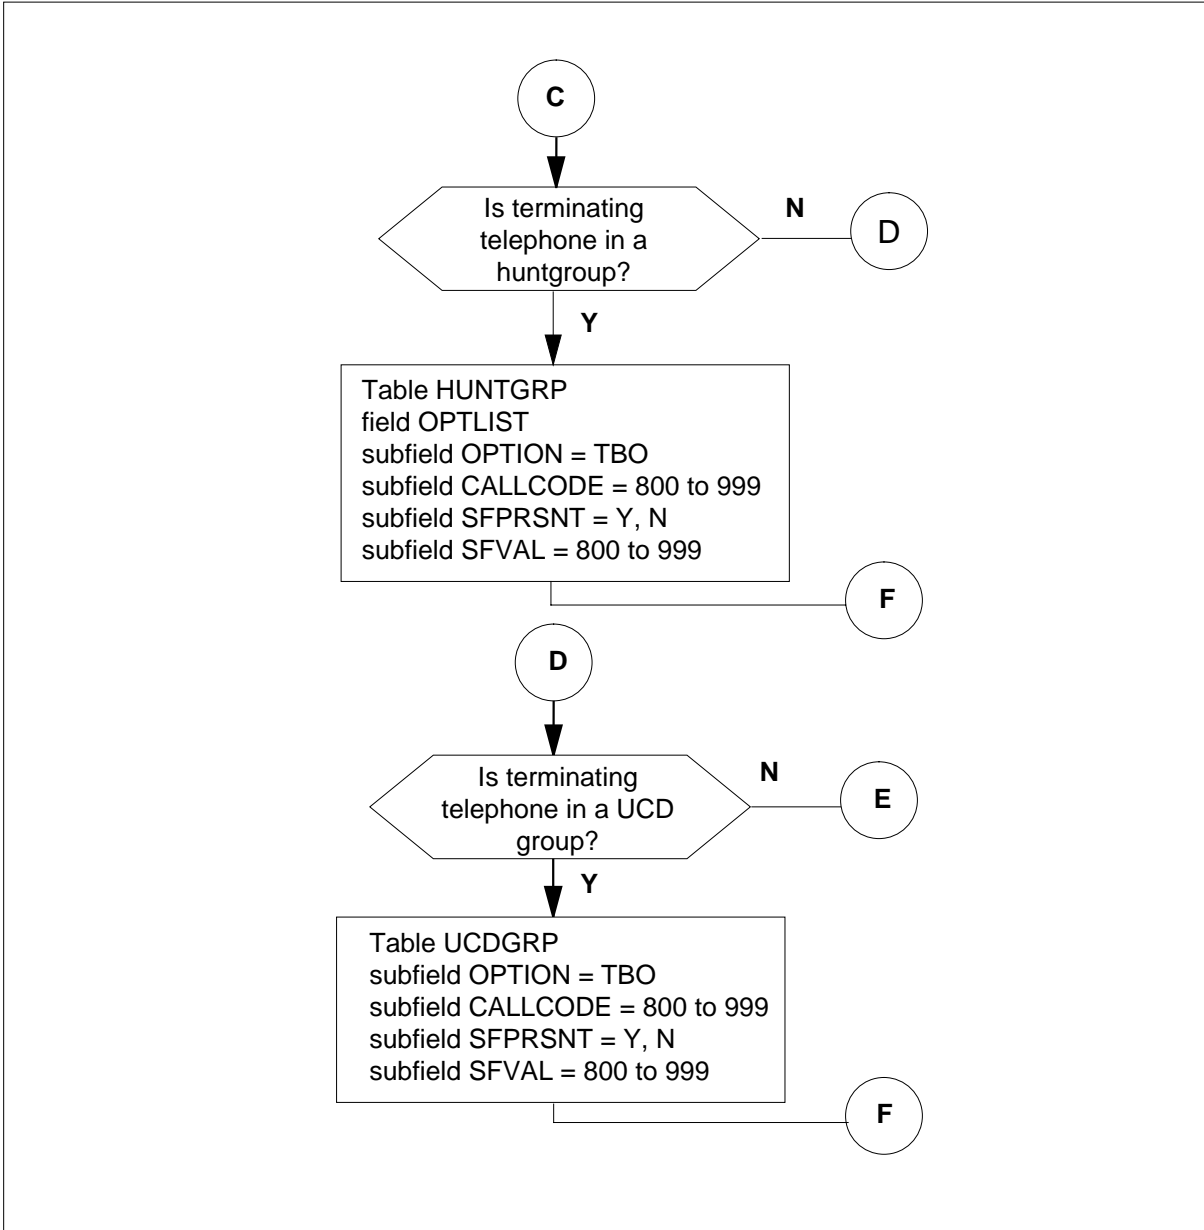 C
Is terminating
telephone in a
huntgroup?
N
D
Y
Table HUNTGRP
field OPTLIST
subfield OPTION = TBO
subfield CALLCODE = 800 to 999
subfield SFPRSNT = Y, N
subfield SFVAL = 800 to 999
F
D
Is terminating
telephone in a UCD
group?
N
E
Y
Table UCDGRP
subfield OPTION = TBO
subfield CALLCODE = 800 to 999
subfield SFPRSNT = Y, N
subfield SFVAL = 800 to 999
F